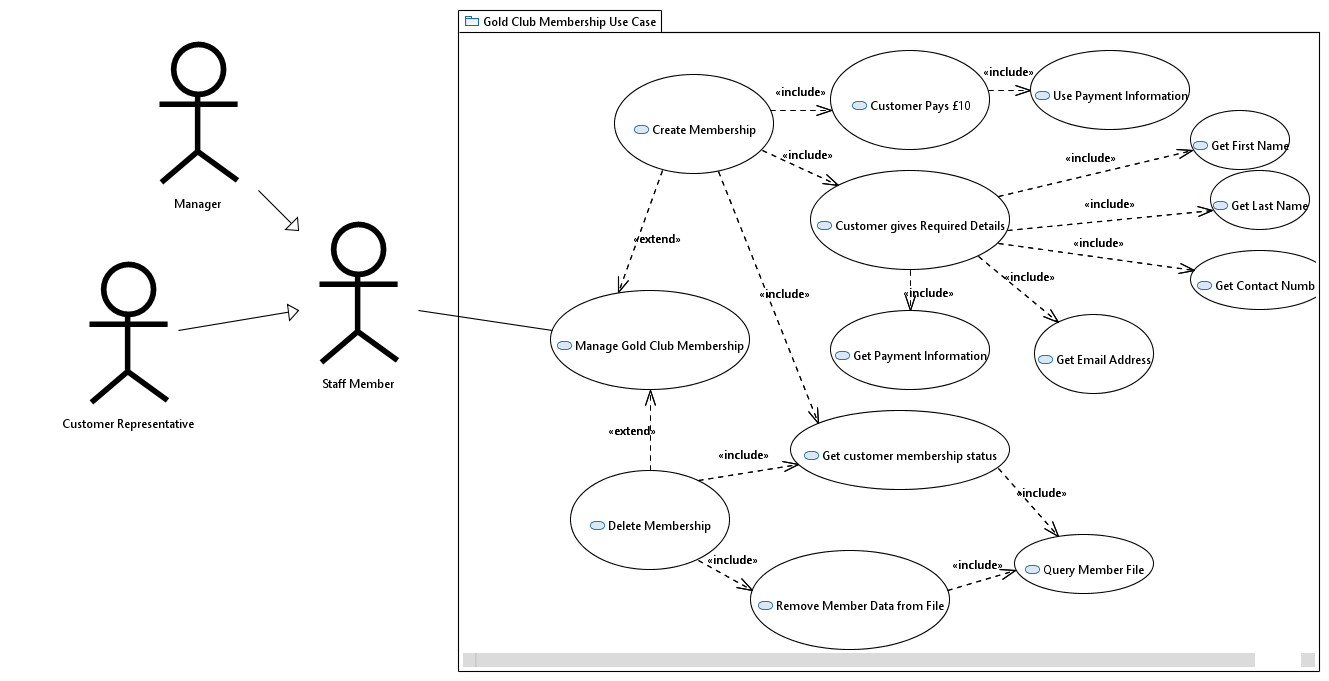 Gold Club Membership Use Case
«include»
«include»
Customer Pays £10
Use Payment Information
Create Membership
Get First Name
«include»
«include»
Manager
«include»
Get Last Name
Customer gives Required Details
«extend»
«include»
«include»
Get Contact Numb
«include»
«include»
Manage Gold Club Membership
Get Payment Information
Get Email Address
Staff Member
Customer Representative
«extend»
«include»
Get customer membership status
«include»
Delete Membership
«include»
«include»
Query Member File
Remove Member Data from File